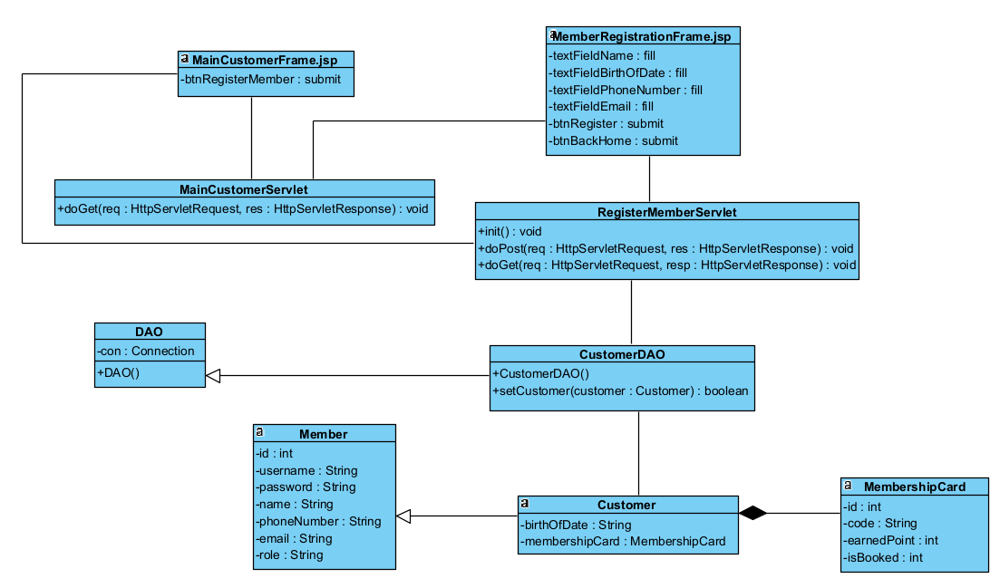 a MainCustomerFrame.jsp
-btnRegisterMember : submit
a MemberRegistrationFrame.jsp
-textFieldName : fill
-textFieldBirthOfDate : fill
-textFieldPhoneNumber : fill
-textFieldEmail : fill
-btnRegister : submit
-btnBackHome : submit
MainCustomerServlet
+doGet(req : HttpServletRequest, res : HttpServletResponse) : void
RegisterMemberServlet
+init() : void
+doPost(req : HttpServletRequest, res : HttpServletResponse) : void
+doGet(req : HttpServletRequest, resp : HttpServletResponse) : void
DAO
-con : Connection
+DAO()
CustomerDAO
+CustomerDAO()
+setCustomer(customer : Customer) : boolean
a Member
-id : int
-username : String
-password : String
-name : String
-phoneNumber : String
-email : String
-role : String
a Customer
-birthOfDate : String
-membershipCard : MembershipCard
a MembershipCard
-id : int
-code : String
-earnedPoint : int
-isBooked : int